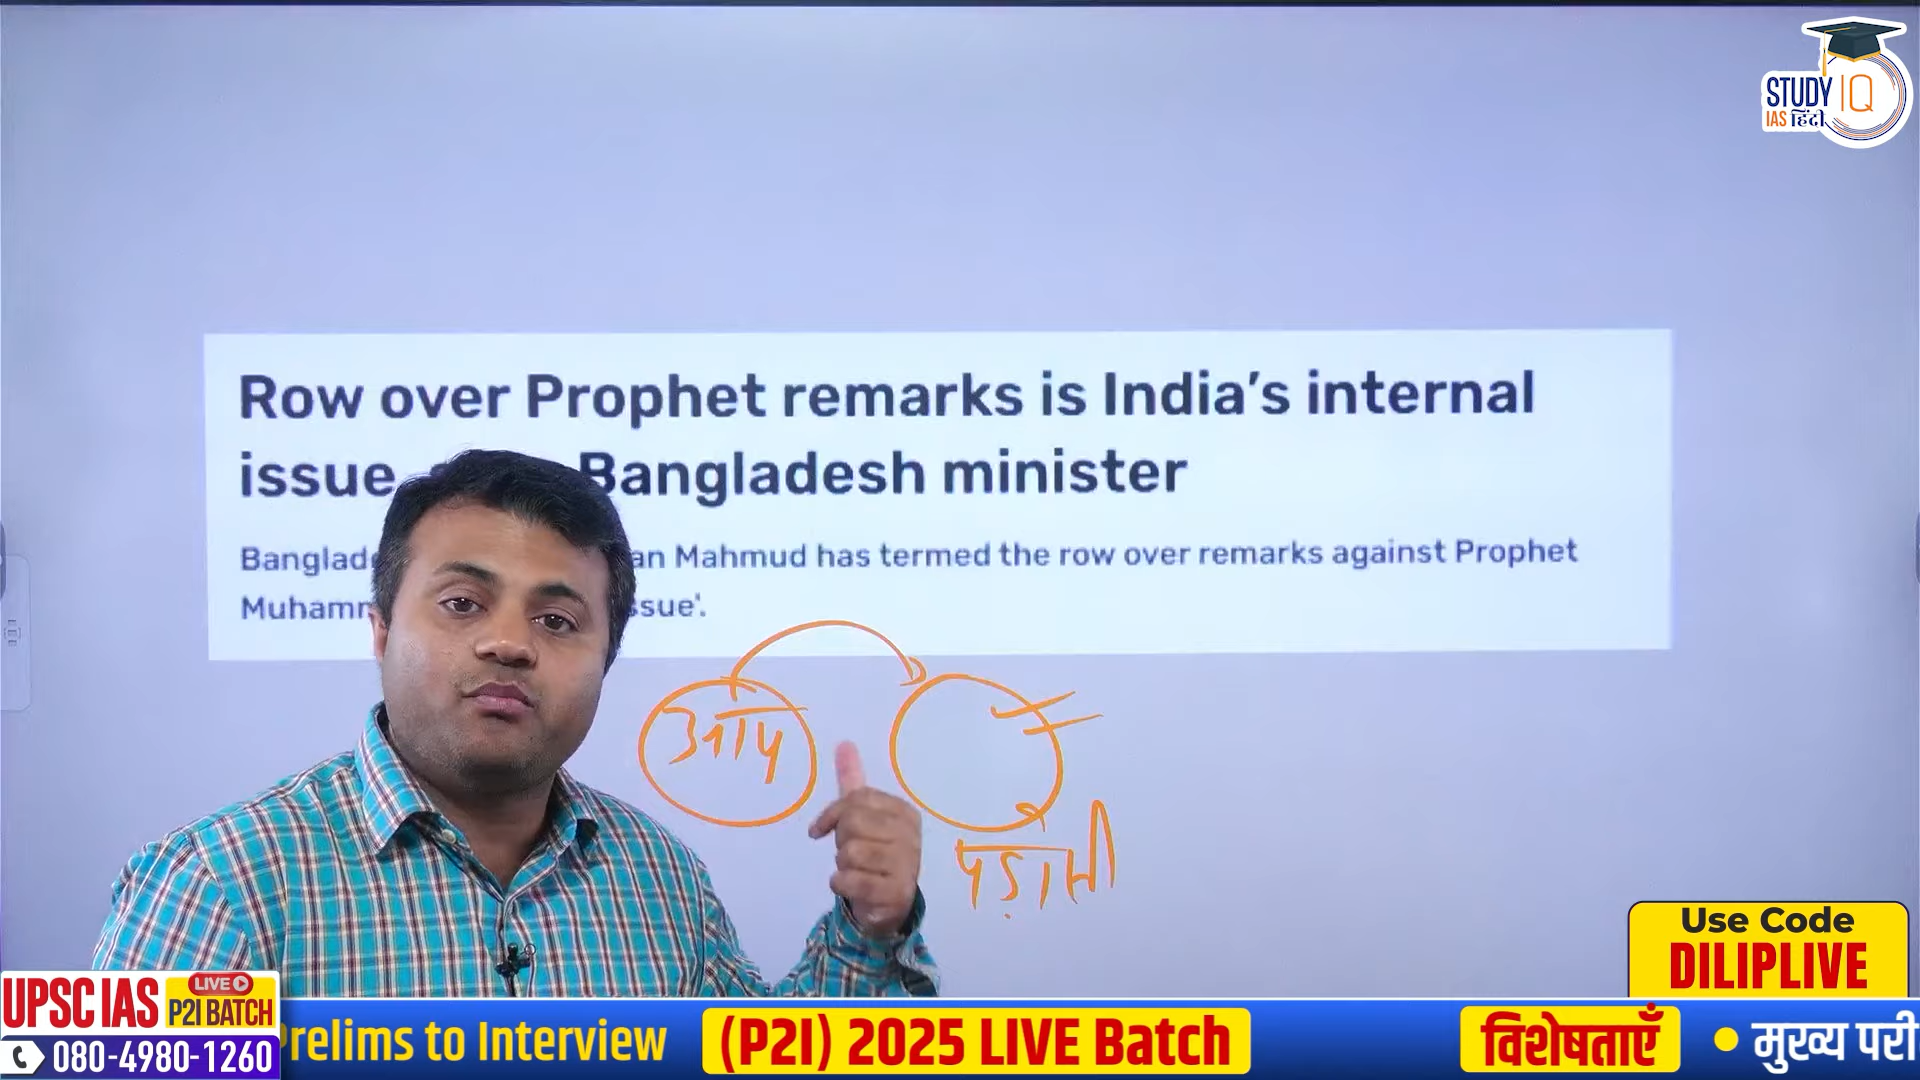 STUDY IQ
IAS हिंदी
Row over Prophet remarks is India's internal
issue, Bangladesh minister
an Mahmud has termed the row over remarks against Prophet
Muhamm ssue'.
आप
पड़ोसी
Use Code
DILIPLIVE
UPSC IAS LIVE P2I BATCH
080-4980-1260
Prelims to Interview (P2I) 2025 LIVE Batch विशेषताएँ • मुख्य परी